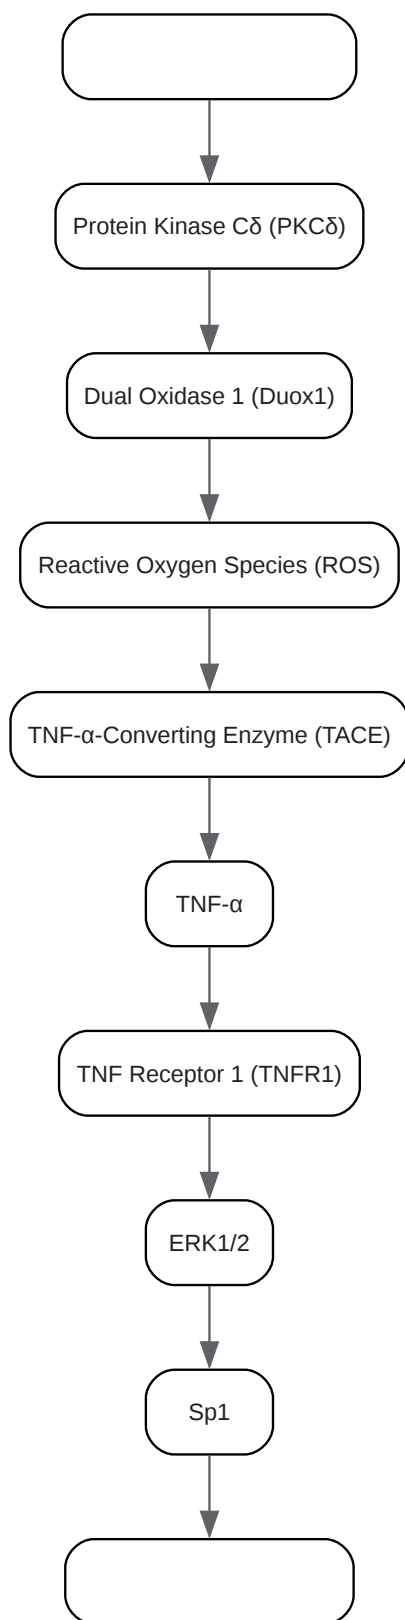 Protein Kinase Cδ (PKCδ)
Dual Oxidase 1 (Duox1)
Reactive Oxygen Species (ROS)
TNF-α-Converting Enzyme (TACE)
TNF-α
TNF Receptor 1 (TNFR1)
ERK1/2
Sp1